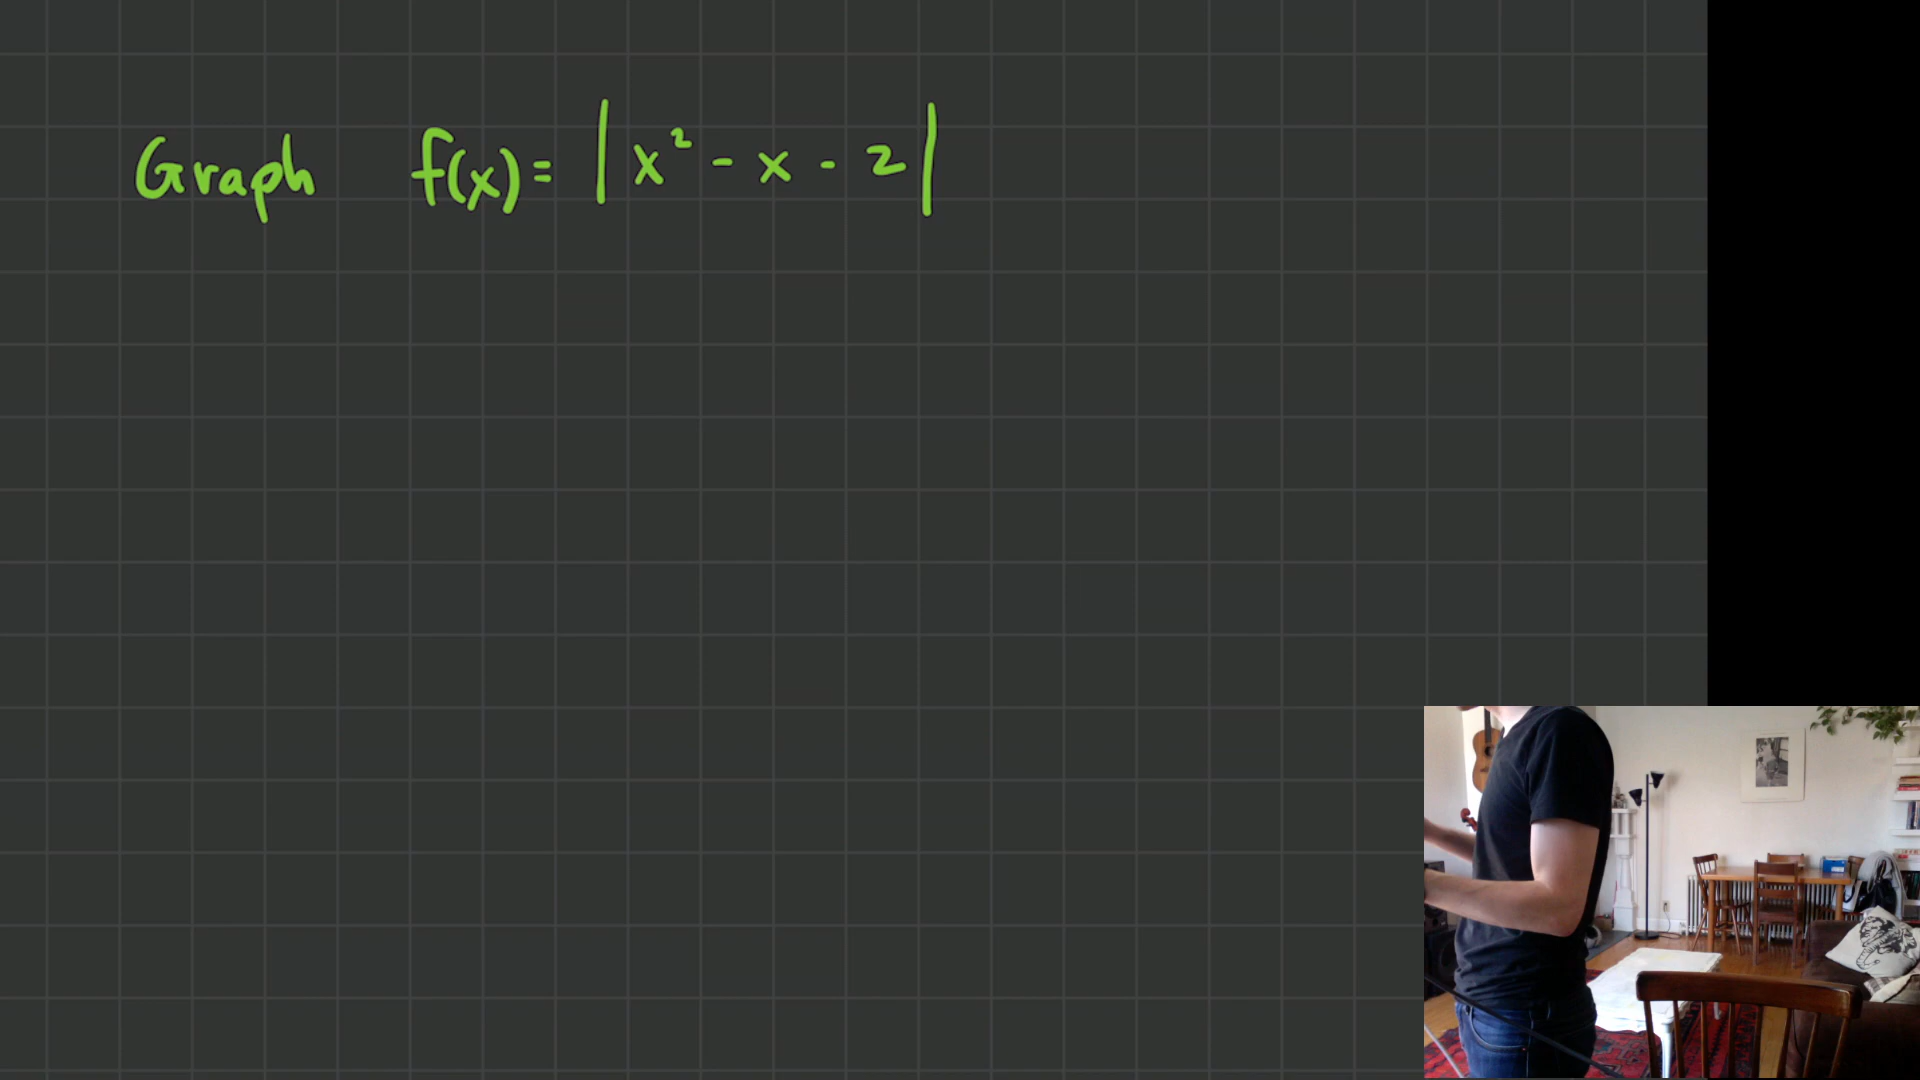 Graph f(x) = | x² - x - 2 |